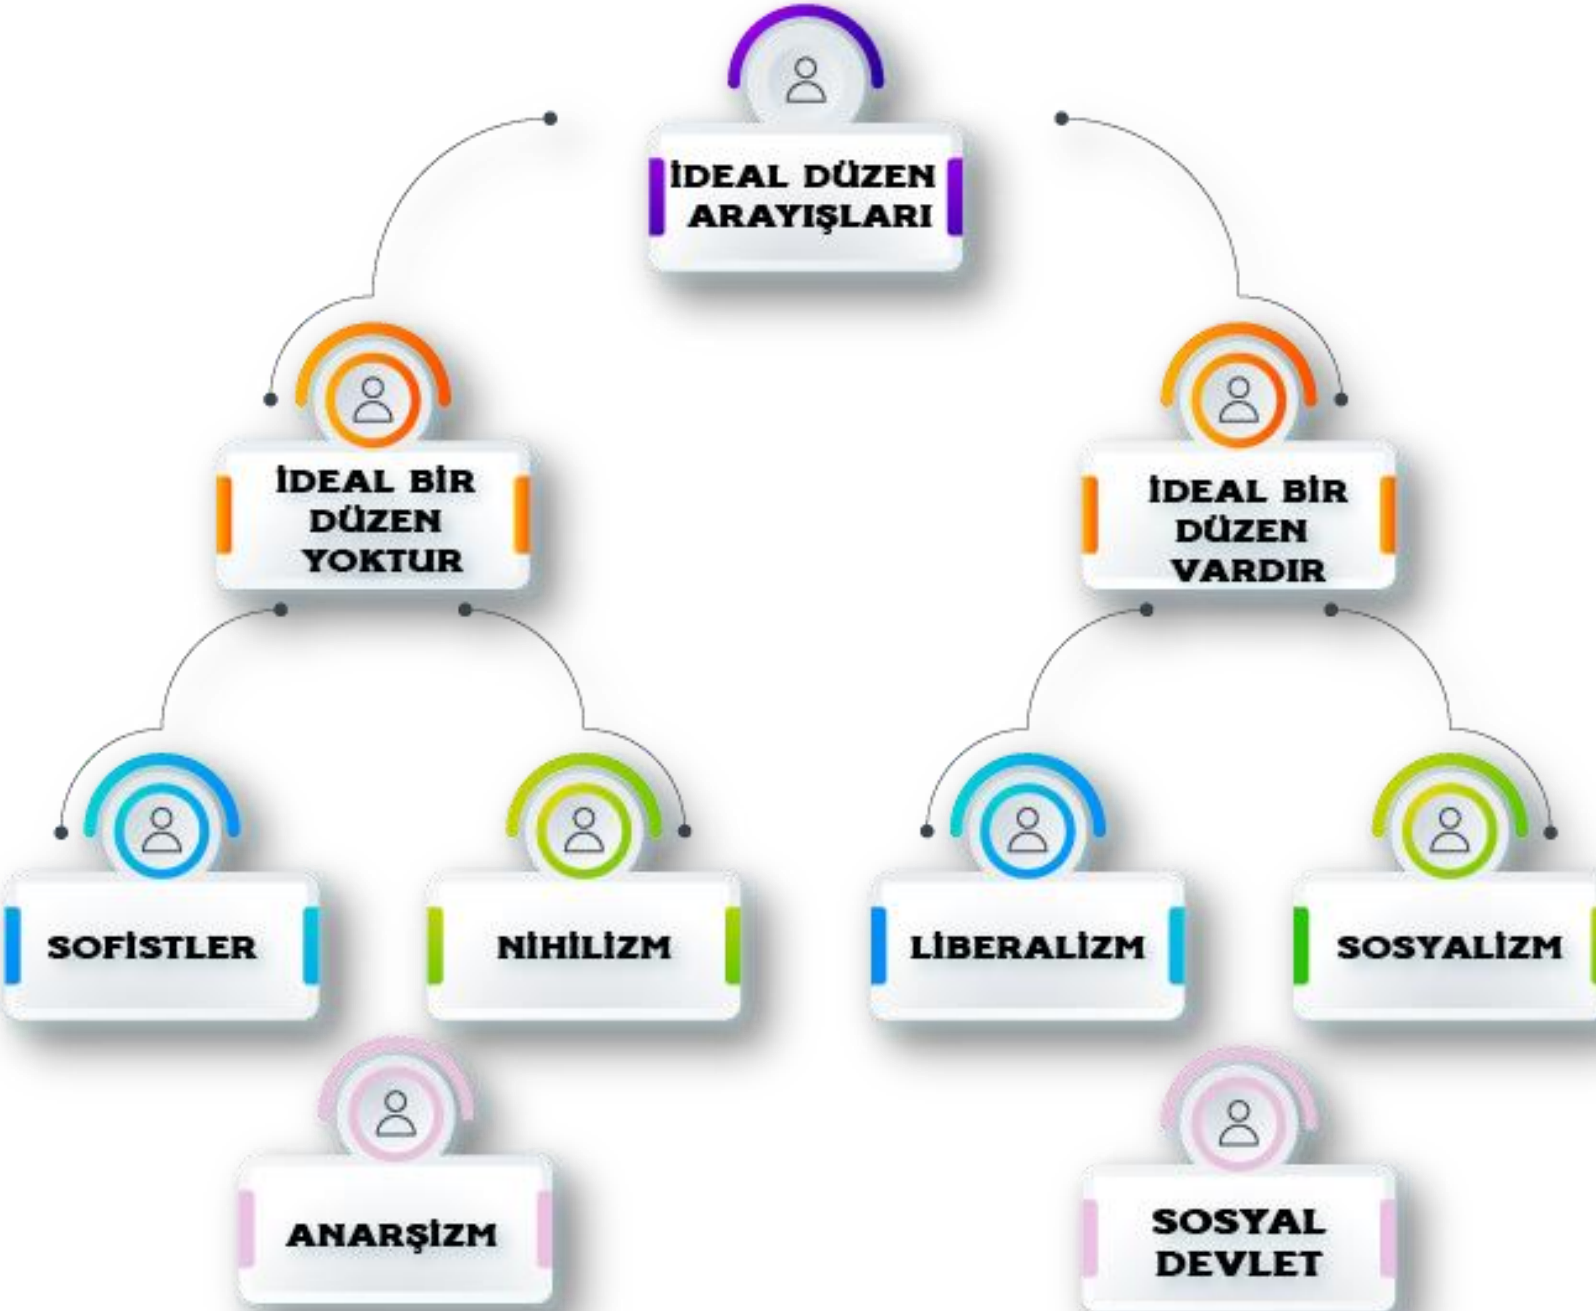 İDEAL DÜZEN
ARAYIŞLARI
İDEAL BİR
DÜZEN
YOKTUR
İDEAL BİR
DÜZEN
VARDIR
SOFİSTLER
NİHİLİZM
LİBERALİZM
SOSYALİZM
ANARŞİZM
SOSYAL
DEVLET